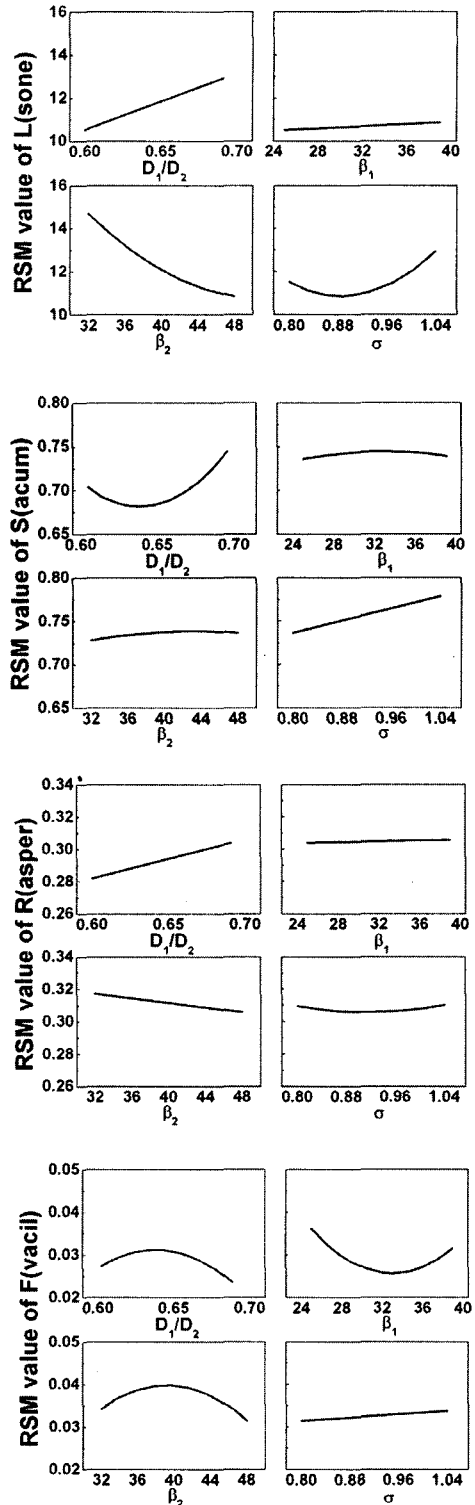 RSM value of L(sone)
16
14
12
10
0.60 0.65 0.70
D₁/D₂
24 28 32 36 40
β₁
16
14
12
10
32 36 40 44 48
β₂
0.80 0.88 0.96 1.04
σ
RSM value of S(acum)
0.80
0.75
0.70
0.65
0.60 0.65 0.70
D₁/D₂
24 28 32 36 40
β₁
0.80
0.75
0.70
0.65
32 36 40 44 48
β₂
0.80 0.88 0.96 1.04
σ
RSM value of R(asper)
0.34
0.30
0.28
0.26
0.60 0.65 0.70
D₁/D₂
24 28 32 36 40
β₁
0.34
0.30
0.28
0.26
32 36 40 44 48
β₂
0.80 0.88 0.96 1.04
σ
RSM value of F(vacil)
0.05
0.04
0.03
0.02
0.60 0.65 0.70
D₁/D₂
24 28 32 36 40
β₁
0.05
0.04
0.03
0.02
32 36 40 44 48
β₂
0.80 0.88 0.96 1.04
σ